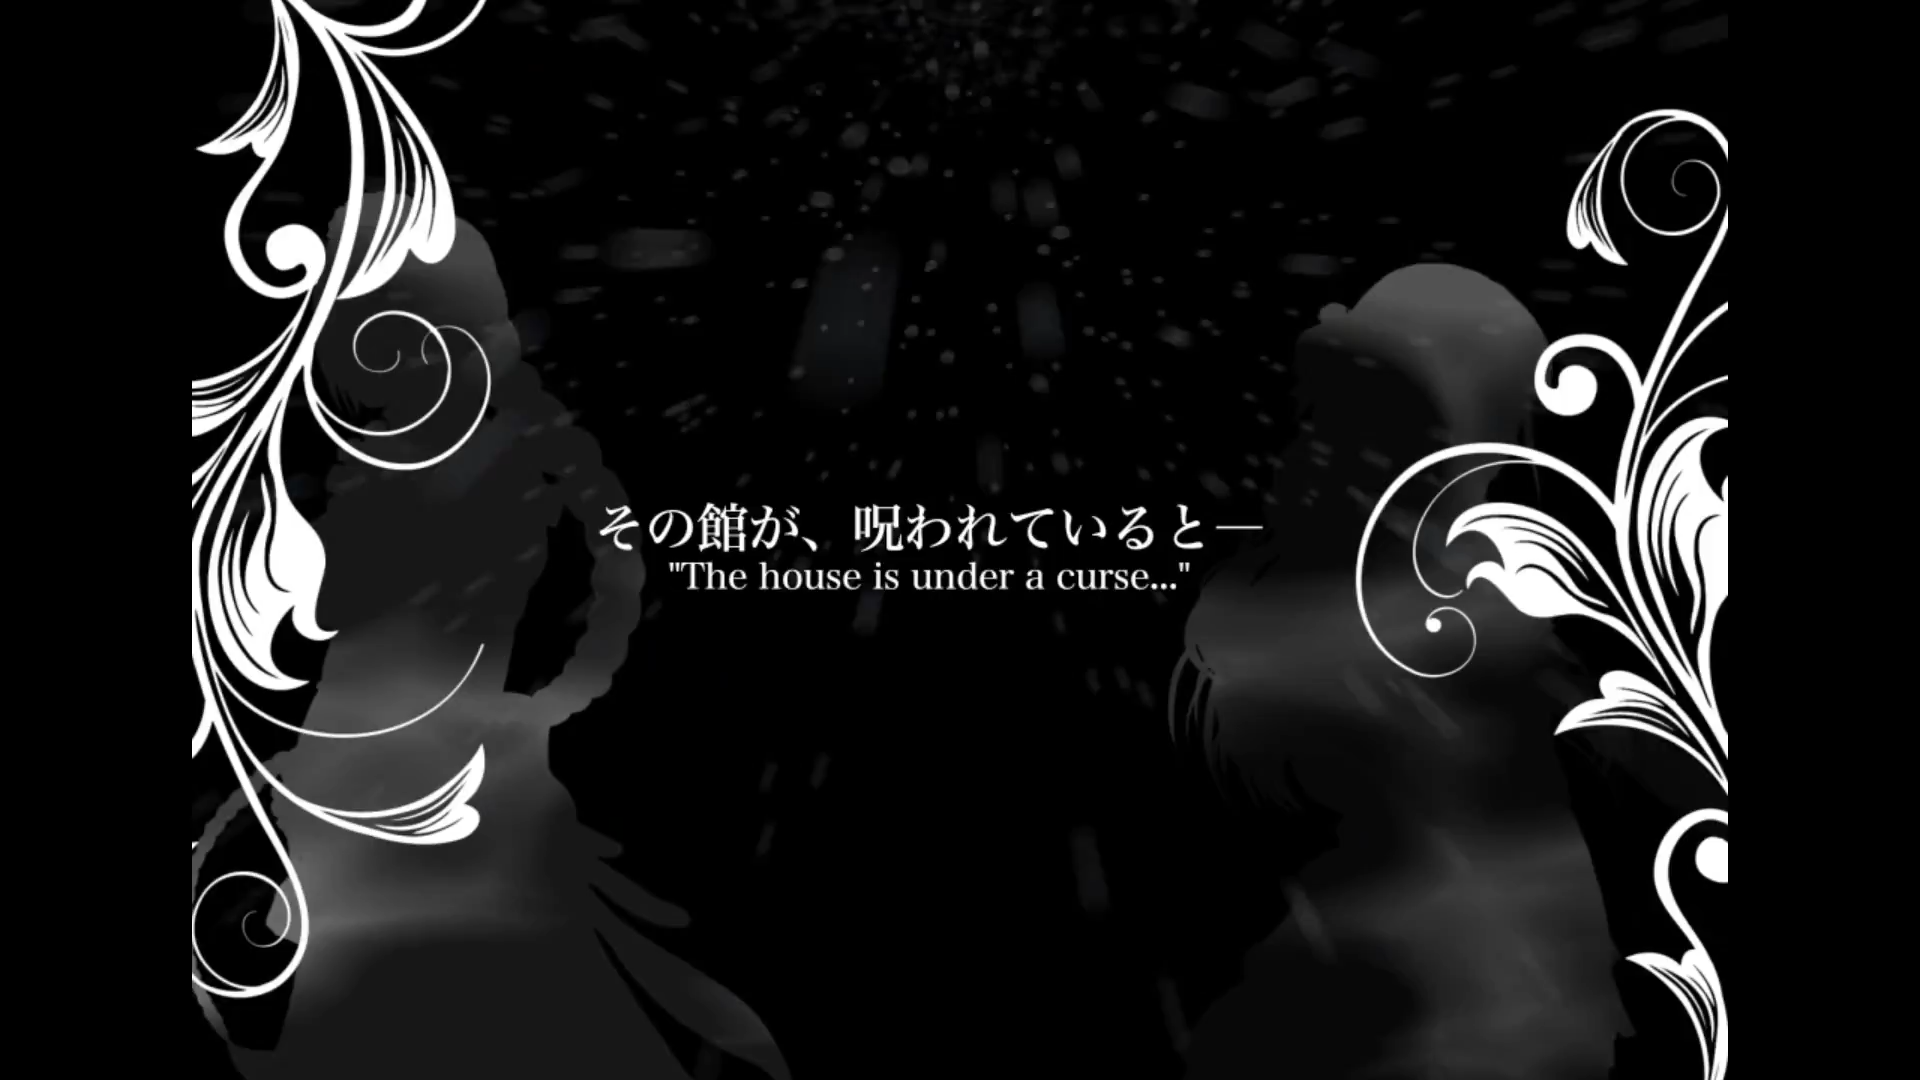 その館が、呪われていると―
"The house is under a curse..."